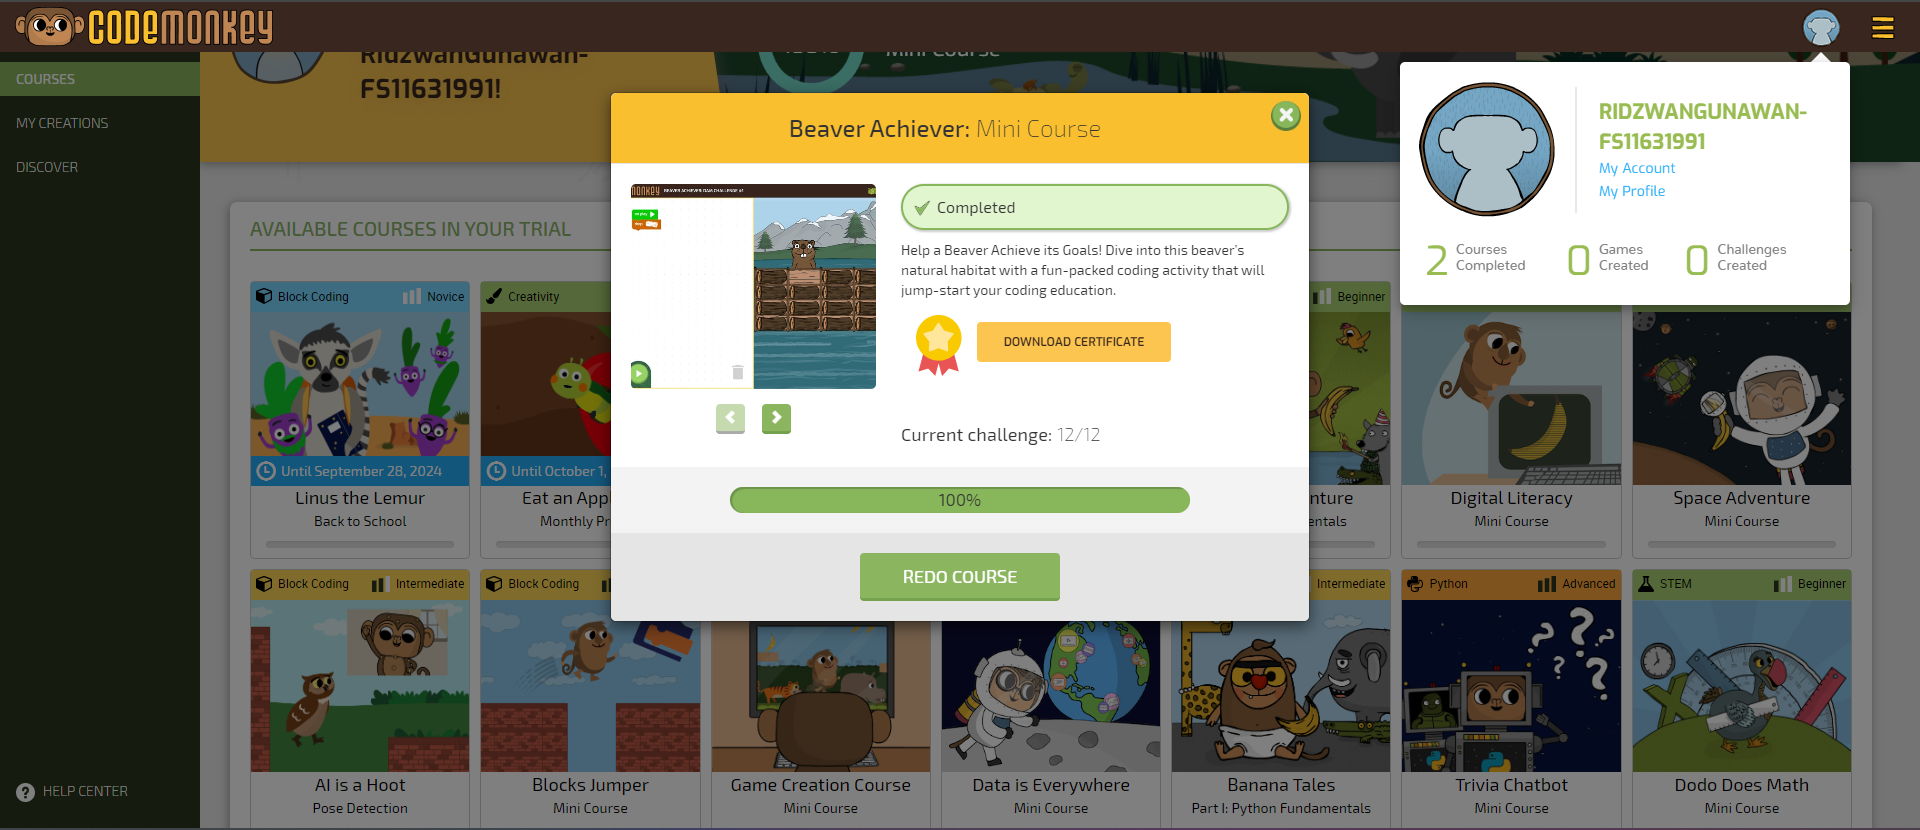 CODEMONKEY
COURSES
MY CREATIONS
DISCOVER
HELP CENTER
Ridzwangunawan-
FS11631991!
Mini Course
AVAILABLE COURSES IN YOUR TRIAL
Beaver Achiever: Mini Course
Completed
Help a Beaver Achieve its Goals! Dive into this beaver's
natural habitat with a fun-packed coding activity that will
jump-start your coding education.
DOWNLOAD CERTIFICATE
Current challenge: 12/12
100%
REDO COURSE
RIDZWANGUNAWAN-
FS11631991
My Account
My Profile
2 Courses Completed
0 Games Created
0 Challenges Created
Block Coding Novice
Until September 28, 2024
Linus the Lemur
Back to School
Creativity
Until October 1,
Eat an App
Monthly Pr
Beginner
nture
entals
Digital Literacy
Mini Course
Space Adventure
Mini Course
Block Coding Intermediate
AI is a Hoot
Pose Detection
Block Coding
Blocks Jumper
Mini Course
Game Creation Course
Mini Course
Data is Everywhere
Mini Course
Intermediate
Banana Tales
Part I: Python Fundamentals
Python Advanced
Trivia Chatbot
Mini Course
STEM Beginner
Dodo Does Math
Mini Course